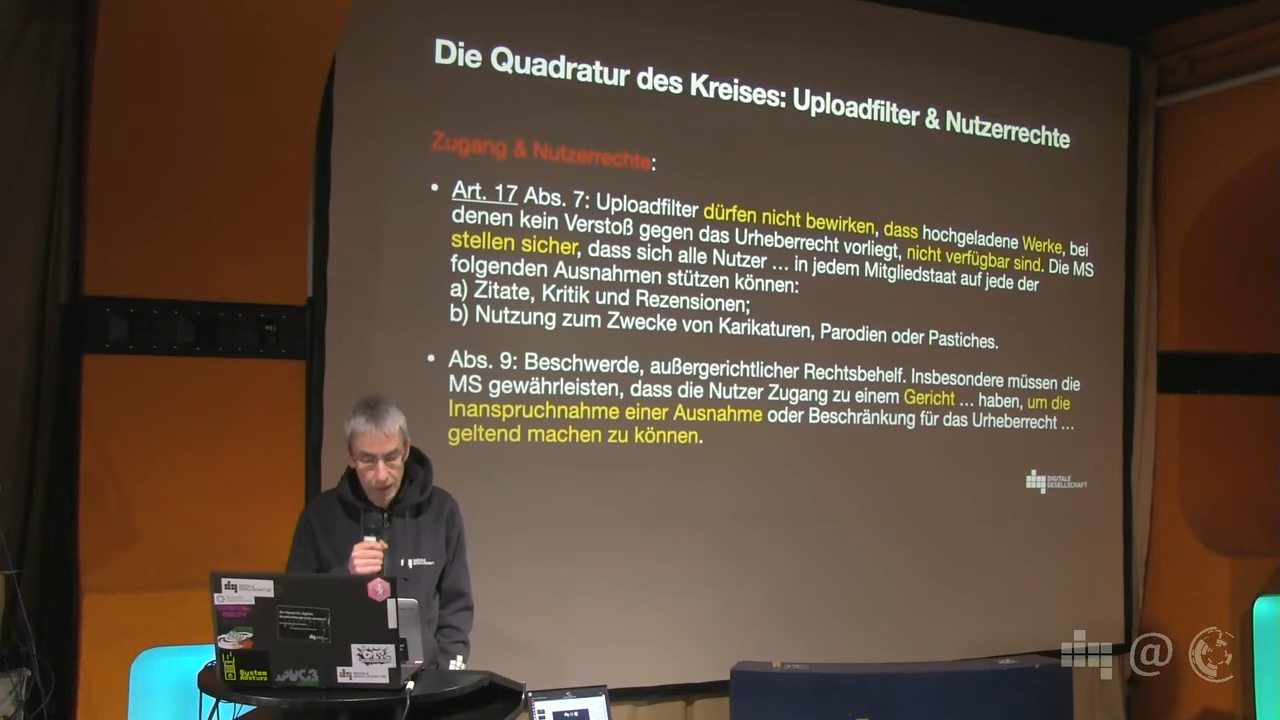 Die Quadratur des Kreises: Uploadfilter & Nutzerrechte
Zugang & Nutzerrechte:
• Art. 17 Abs. 7: Uploadfilter dürfen nicht bewirken, dass hochgeladene Werke, bei
denen kein Verstoß gegen das Urheberrecht vorliegt, nicht verfügbar sind. Die MS
stellen sicher, dass sich alle Nutzer ... in jedem Mitgliedstaat auf jede der
folgenden Ausnahmen stützen können:
a) Zitate, Kritik und Rezensionen;
b) Nutzung zum Zwecke von Karikaturen, Parodien oder Pastiches.
• Abs. 9: Beschwerde, außergerichtlicher Rechtsbehelf. Insbesondere müssen die
MS gewährleisten, dass die Nutzer Zugang zu einem Gericht ... haben, um die
Inanspruchnahme einer Ausnahme oder Beschränkung für das Urheberrecht ...
geltend machen zu können.
DIGITALE
GESELLSCHAFT
System
Absturz
@